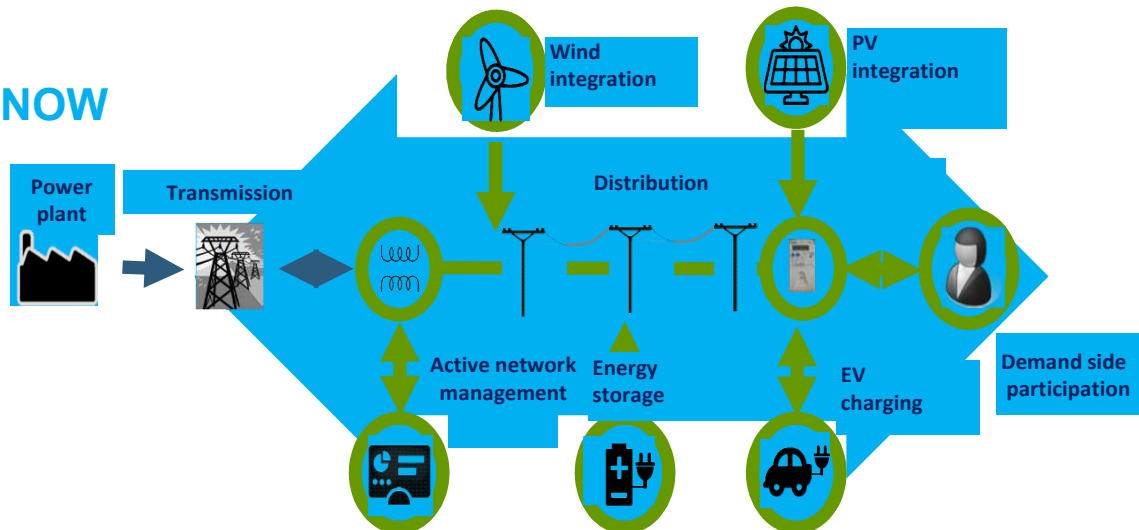 NOW
Wind
integration
PV
integration
Power
plant
Transmission
Distribution
Active network
management
Energy
storage
EV
charging
Demand side
participation